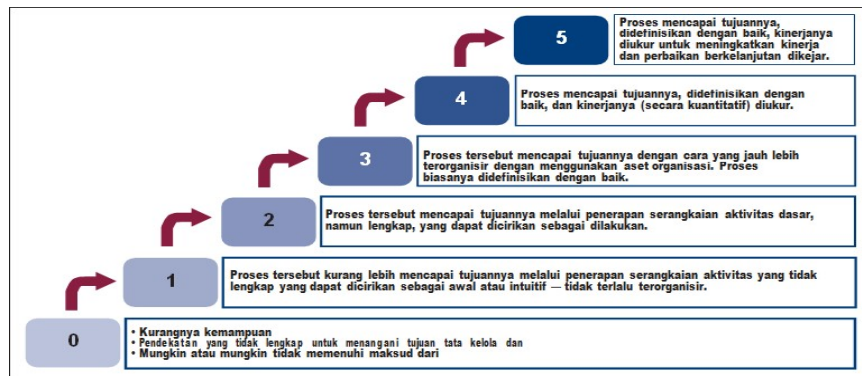 5
Proses mencapai tujuannya,
didefinisikan dengan baik, kinerjanya
diukur untuk meningkatkan kinerja
dan perbaikan berkelanjutan dikejar.
4
Proses mencapai tujuannya, didefinisikan dengan
baik, dan kinerjanya (secara kuantitatif) diukur.
3
Proses tersebut mencapai tujuannya dengan cara yang jauh lebih
terorganisir dengan menggunakan aset organisasi. Proses
biasanya didefinisikan dengan baik.
2
Proses tersebut mencapai tujuannya melalui penerapan serangkaian aktivitas dasar,
namun lengkap, yang dapat dicirikan sebagai dilakukan.
1
Proses tersebut kurang lebih mencapai tujuannya melalui penerapan serangkaian aktivitas yang tidak
lengkap yang dapat dicirikan sebagai awal atau intuitif — tidak terlalu terorganisir.
0
• Kurangnya kemampuan
• Pendekatan yang tidak lengkap untuk menangani tujuan tata kelola dan
• Mungkin atau mungkin tidak memenuhi maksud dari